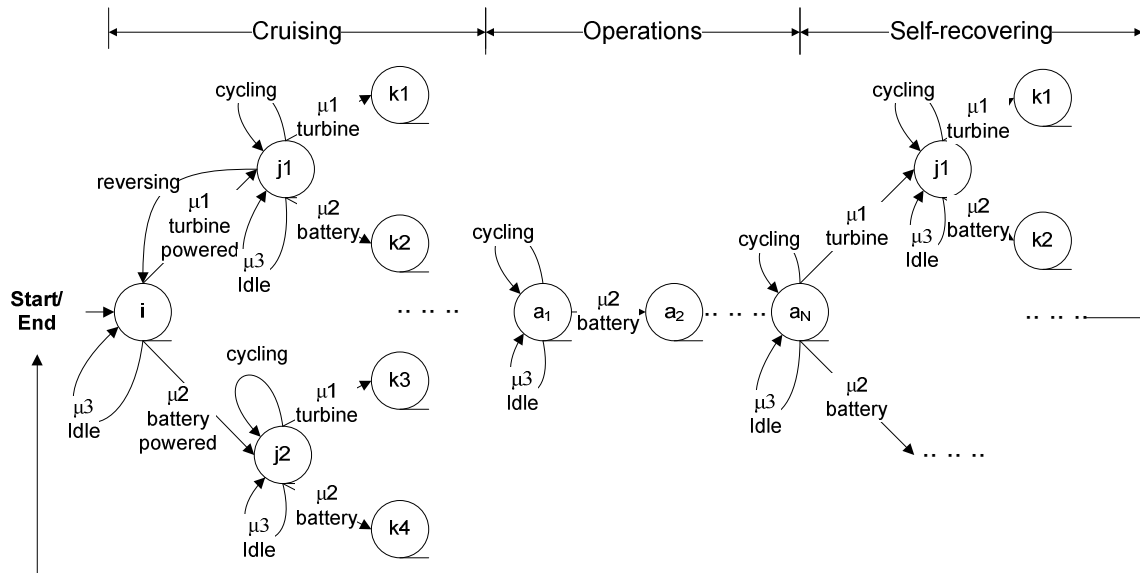 Cruising
Operations
Self-recovering
cycling
μ1
turbine
k1
j1
reversing
μ1
turbine
powered
μ2
battery
k2
μ3
Idle
Start/
End
i
.. .. ..
μ3
Idle
μ2
battery
powered
cycling
μ1
turbine
k3
j2
μ2
battery
k4
μ3
Idle
cycling
a1
μ2
battery
a2
.. .. ..
μ3
Idle
cycling
aN
μ3
Idle
μ1
turbine
μ2
battery
.. .. ..
cycling
μ1
turbine
k1
j1
μ2
battery
k2
μ3
Idle
.. .. ..